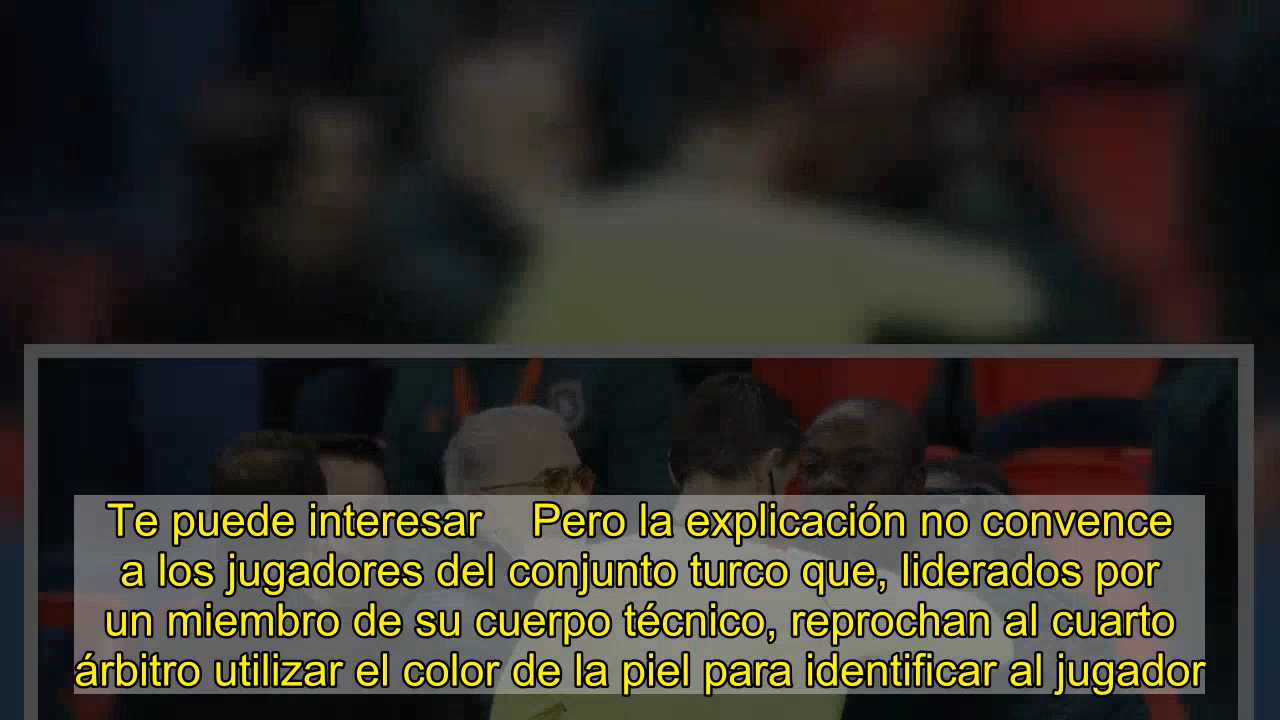 Te puede interesar    Pero la explicación no convence
a los jugadores del conjunto turco que, liderados por
un miembro de su cuerpo técnico, reprochan al cuarto
árbitro utilizar el color de la piel para identificar al jugador